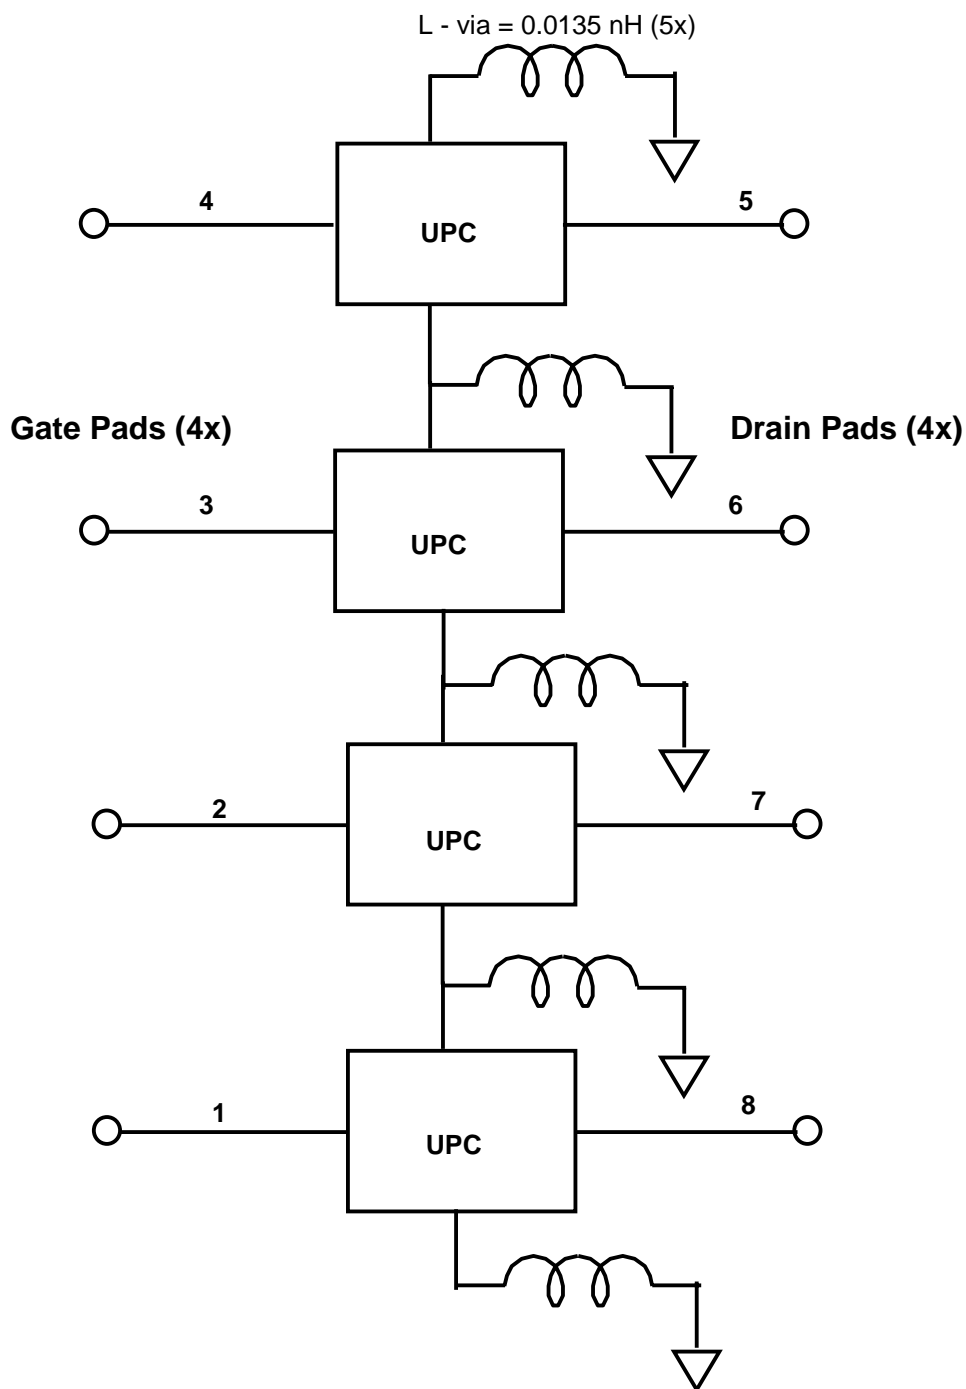 L - via = 0.0135 nH (5x)
4
5
UPC
Gate Pads (4x)
Drain Pads (4x)
3
6
UPC
2
7
UPC
1
8
UPC